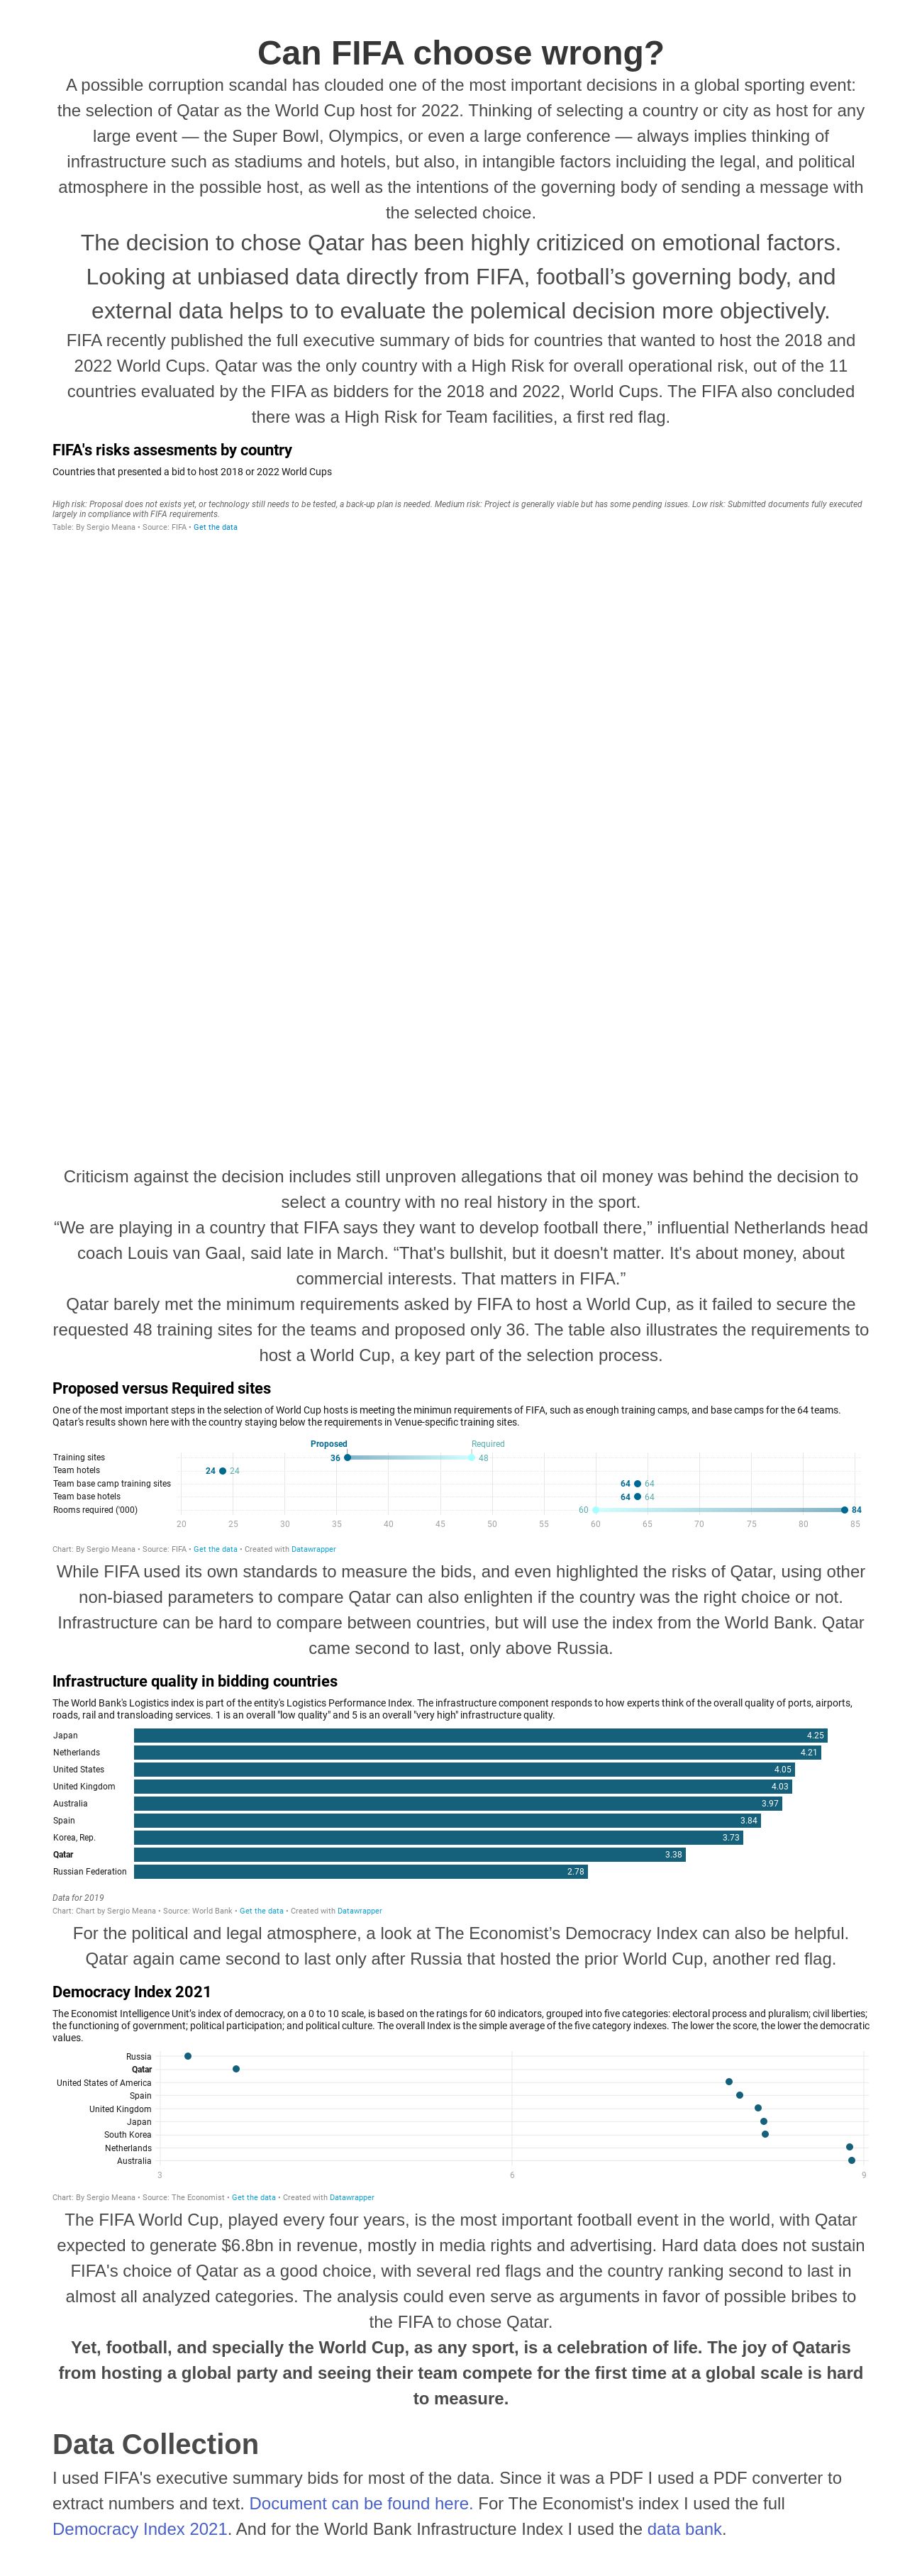 Can FIFA choose wrong?
A possible corruption scandal has clouded one of the most important decisions in a global sporting event:
the selection of Qatar as the World Cup host for 2022. Thinking of selecting a country or city as host for any
large event — the Super Bowl, Olympics, or even a large conference — always implies thinking of
infrastructure such as stadiums and hotels, but also, in intangible factors incluiding the legal, and political
atmosphere in the possible host, as well as the intentions of the governing body of sending a message with
the selected choice.
The decision to chose Qatar has been highly critiziced on emotional factors.
Looking at unbiased data directly from FIFA, football’s governing body, and
external data helps to to evaluate the polemical decision more objectively.
FIFA recently published the full executive summary of bids for countries that wanted to host the 2018 and
2022 World Cups. Qatar was the only country with a High Risk for overall operational risk, out of the 11
countries evaluated by the FIFA as bidders for the 2018 and 2022, World Cups. The FIFA also concluded
there was a High Risk for Team facilities, a first red flag.
FIFA's risks assesments by country
Countries that presented a bid to host 2018 or 2022 World Cups
High risk: Proposal does not exists yet, or technology still needs to be tested, a back-up plan is needed. Medium risk: Project is generally viable but has some pending issues. Low risk: Submitted documents fully executed
largely in compliance with FIFA requirements.
Table: By Sergio Meana • Source: FIFA • Get the data
Criticism against the decision includes still unproven allegations that oil money was behind the decision to
select a country with no real history in the sport.
“We are playing in a country that FIFA says they want to develop football there,” influential Netherlands head
coach Louis van Gaal, said late in March. “That's bullshit, but it doesn't matter. It's about money, about
commercial interests. That matters in FIFA.”
Qatar barely met the minimum requirements asked by FIFA to host a World Cup, as it failed to secure the
requested 48 training sites for the teams and proposed only 36. The table also illustrates the requirements to
host a World Cup, a key part of the selection process.
Proposed versus Required sites
One of the most important steps in the selection of World Cup hosts is meeting the minimun requirements of FIFA, such as enough training camps, and base camps for the 64 teams.
Qatar's results shown here with the country staying below the requirements in Venue-specific training sites.
Proposed Required
Training sites 36 48
Team hotels 24 24
Team base camp training sites 64 64
Team base hotels 64 64
Rooms required ('000) 60 84
20 25 30 35 40 45 50 55 60 65 70 75 80 85
Chart: By Sergio Meana • Source: FIFA • Get the data • Created with Datawrapper
While FIFA used its own standards to measure the bids, and even highlighted the risks of Qatar, using other
non-biased parameters to compare Qatar can also enlighten if the country was the right choice or not.
Infrastructure can be hard to compare between countries, but will use the index from the World Bank. Qatar
came second to last, only above Russia.
Infrastructure quality in bidding countries
The World Bank's Logistics index is part of the entity's Logistics Performance Index. The infrastructure component responds to how experts think of the overall quality of ports, airports,
roads, rail and transloading services. 1 is an overall "low quality" and 5 is an overall "very high" infrastructure quality.
Japan 4.25
Netherlands 4.21
United States 4.05
United Kingdom 4.03
Australia 3.97
Spain 3.84
Korea, Rep. 3.73
Qatar 3.38
Russian Federation 2.78
Data for 2019
Chart: Chart by Sergio Meana • Source: World Bank • Get the data • Created with Datawrapper
For the political and legal atmosphere, a look at The Economist’s Democracy Index can also be helpful.
Qatar again came second to last only after Russia that hosted the prior World Cup, another red flag.
Democracy Index 2021
The Economist Intelligence Unit’s index of democracy, on a 0 to 10 scale, is based on the ratings for 60 indicators, grouped into five categories: electoral process and pluralism; civil liberties;
the functioning of government; political participation; and political culture. The overall Index is the simple average of the five category indexes. The lower the score, the lower the democratic
values.
Russia
Qatar
United States of America
Spain
United Kingdom
Japan
South Korea
Netherlands
Australia
3 6 9
Chart: By Sergio Meana • Source: The Economist • Get the data • Created with Datawrapper
The FIFA World Cup, played every four years, is the most important football event in the world, with Qatar
expected to generate $6.8bn in revenue, mostly in media rights and advertising. Hard data does not sustain
FIFA's choice of Qatar as a good choice, with several red flags and the country ranking second to last in
almost all analyzed categories. The analysis could even serve as arguments in favor of possible bribes to
the FIFA to chose Qatar.
Yet, football, and specially the World Cup, as any sport, is a celebration of life. The joy of Qataris
from hosting a global party and seeing their team compete for the first time at a global scale is hard
to measure.
Data Collection
I used FIFA's executive summary bids for most of the data. Since it was a PDF I used a PDF converter to
extract numbers and text. Document can be found here. For The Economist's index I used the full
Democracy Index 2021. And for the World Bank Infrastructure Index I used the data bank.